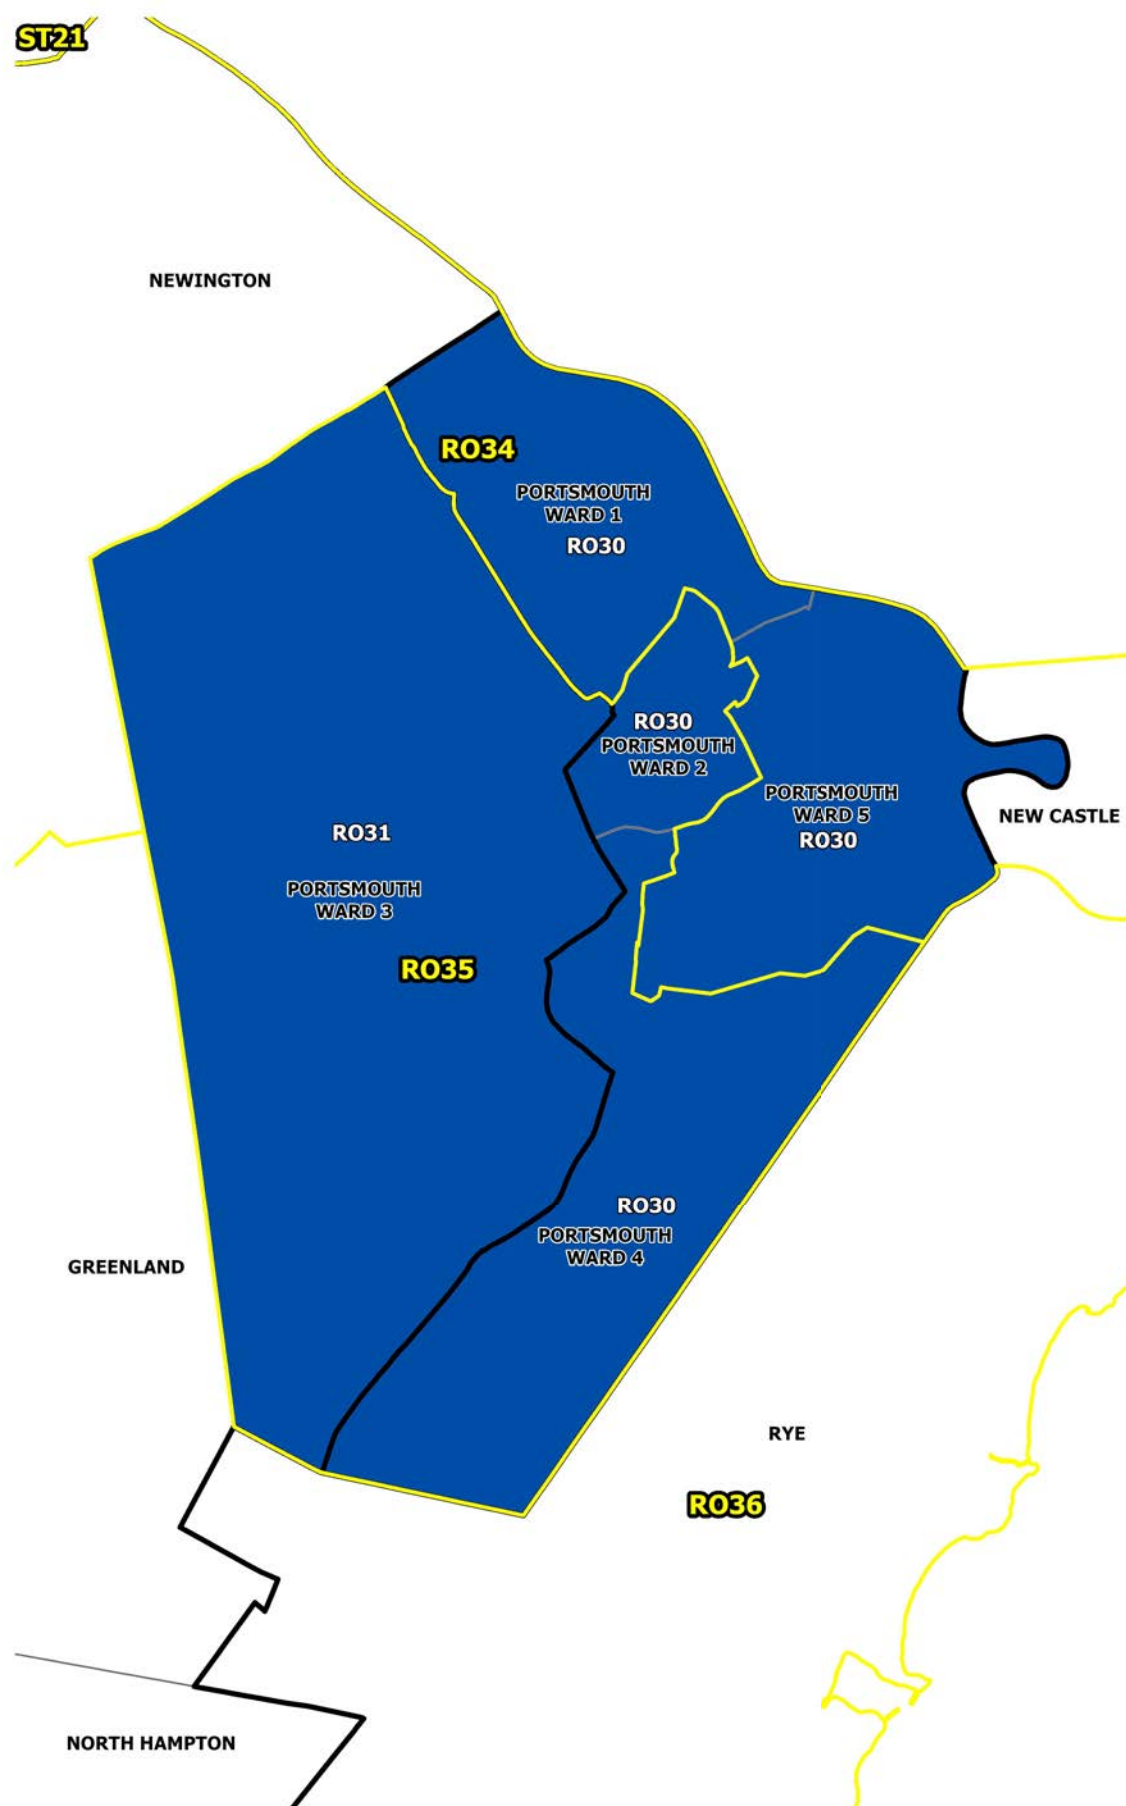 ST21
NEWINGTON
RO34
PORTSMOUTH
WARD 1
RO30
RO30
PORTSMOUTH
WARD 2
PORTSMOUTH
WARD 5
RO30
NEW CASTLE
RO31
PORTSMOUTH
WARD 3
RO35
RO30
PORTSMOUTH
WARD 4
GREENLAND
RYE
RO36
NORTH HAMPTON